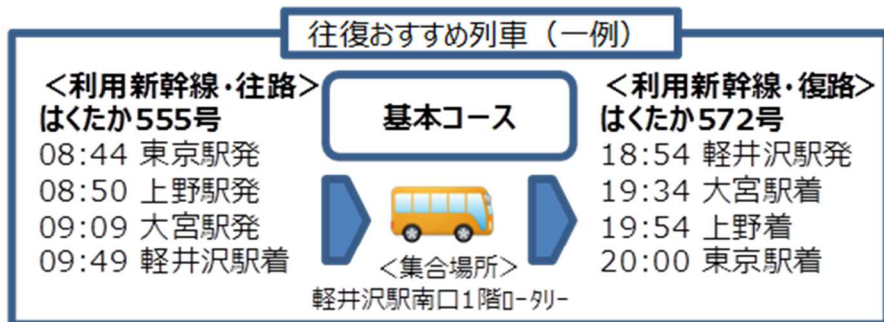 往復おすすめ列車（一例）
＜利用新幹線・往路＞
はくたか555号
08:44 東京駅発
08:50 上野駅発
09:09 大宮駅発
09:49 軽井沢駅着
基本コース
＜集合場所＞
軽井沢駅南口1階ﾛｰﾀﾘｰ
＜利用新幹線・復路＞
はくたか572号
18:54 軽井沢駅発
19:34 大宮駅着
19:54 上野着
20:00 東京駅着